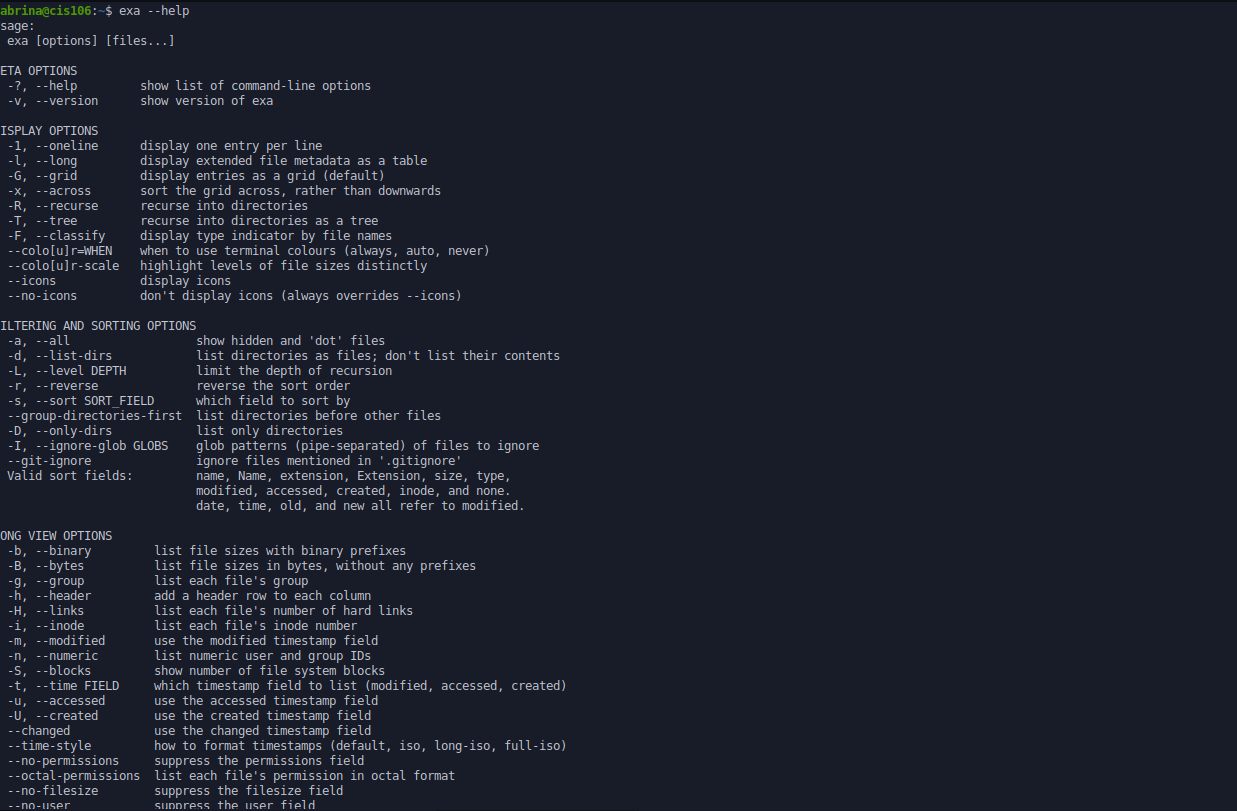 abrina@cis106:~$ exa --help
sage:
 exa [options] [files...]

ETA OPTIONS
 -?, --help         show list of command-line options
 -v, --version      show version of exa

ISPLAY OPTIONS
 -1, --oneline      display one entry per line
 -l, --long         display extended file metadata as a table
 -G, --grid         display entries as a grid (default)
 -x, --across       sort the grid across, rather than downwards
 -R, --recurse      recurse into directories
 -T, --tree         recurse into directories as a tree
 -F, --classify     display type indicator by file names
 --colo[u]r=WHEN    when to use terminal colours (always, auto, never)
 --colo[u]r-scale   highlight levels of file sizes distinctly
 --icons            display icons
 --no-icons         don't display icons (always overrides --icons)

ILTERING AND SORTING OPTIONS
 -a, --all                  show hidden and 'dot' files
 -d, --list-dirs            list directories as files; don't list their contents
 -L, --level DEPTH          limit the depth of recursion
 -r, --reverse              reverse the sort order
 -s, --sort SORT_FIELD      which field to sort by
 --group-directories-first  list directories before other files
 -D, --only-dirs            list only directories
 -I, --ignore-glob GLOBS    glob patterns (pipe-separated) of files to ignore
 --git-ignore               ignore files mentioned in '.gitignore'
 Valid sort fields:         name, Name, extension, Extension, size, type,
                            modified, accessed, created, inode, and none.
                            date, time, old, and new all refer to modified.

ONG VIEW OPTIONS
 -b, --binary         list file sizes with binary prefixes
 -B, --bytes          list file sizes in bytes, without any prefixes
 -g, --group          list each file's group
 -h, --header         add a header row to each column
 -H, --links          list each file's number of hard links
 -i, --inode          list each file's inode number
 -m, --modified       use the modified timestamp field
 -n, --numeric        list numeric user and group IDs
 -S, --blocks         show number of file system blocks
 -t, --time FIELD     which timestamp field to list (modified, accessed, created)
 -u, --accessed       use the accessed timestamp field
 -U, --created        use the created timestamp field
 --changed            use the changed timestamp field
 --time-style         how to format timestamps (default, iso, long-iso, full-iso)
 --no-permissions     suppress the permissions field
 --octal-permissions  list each file's permission in octal format
 --no-filesize        suppress the filesize field
 --no-user            suppress the user field